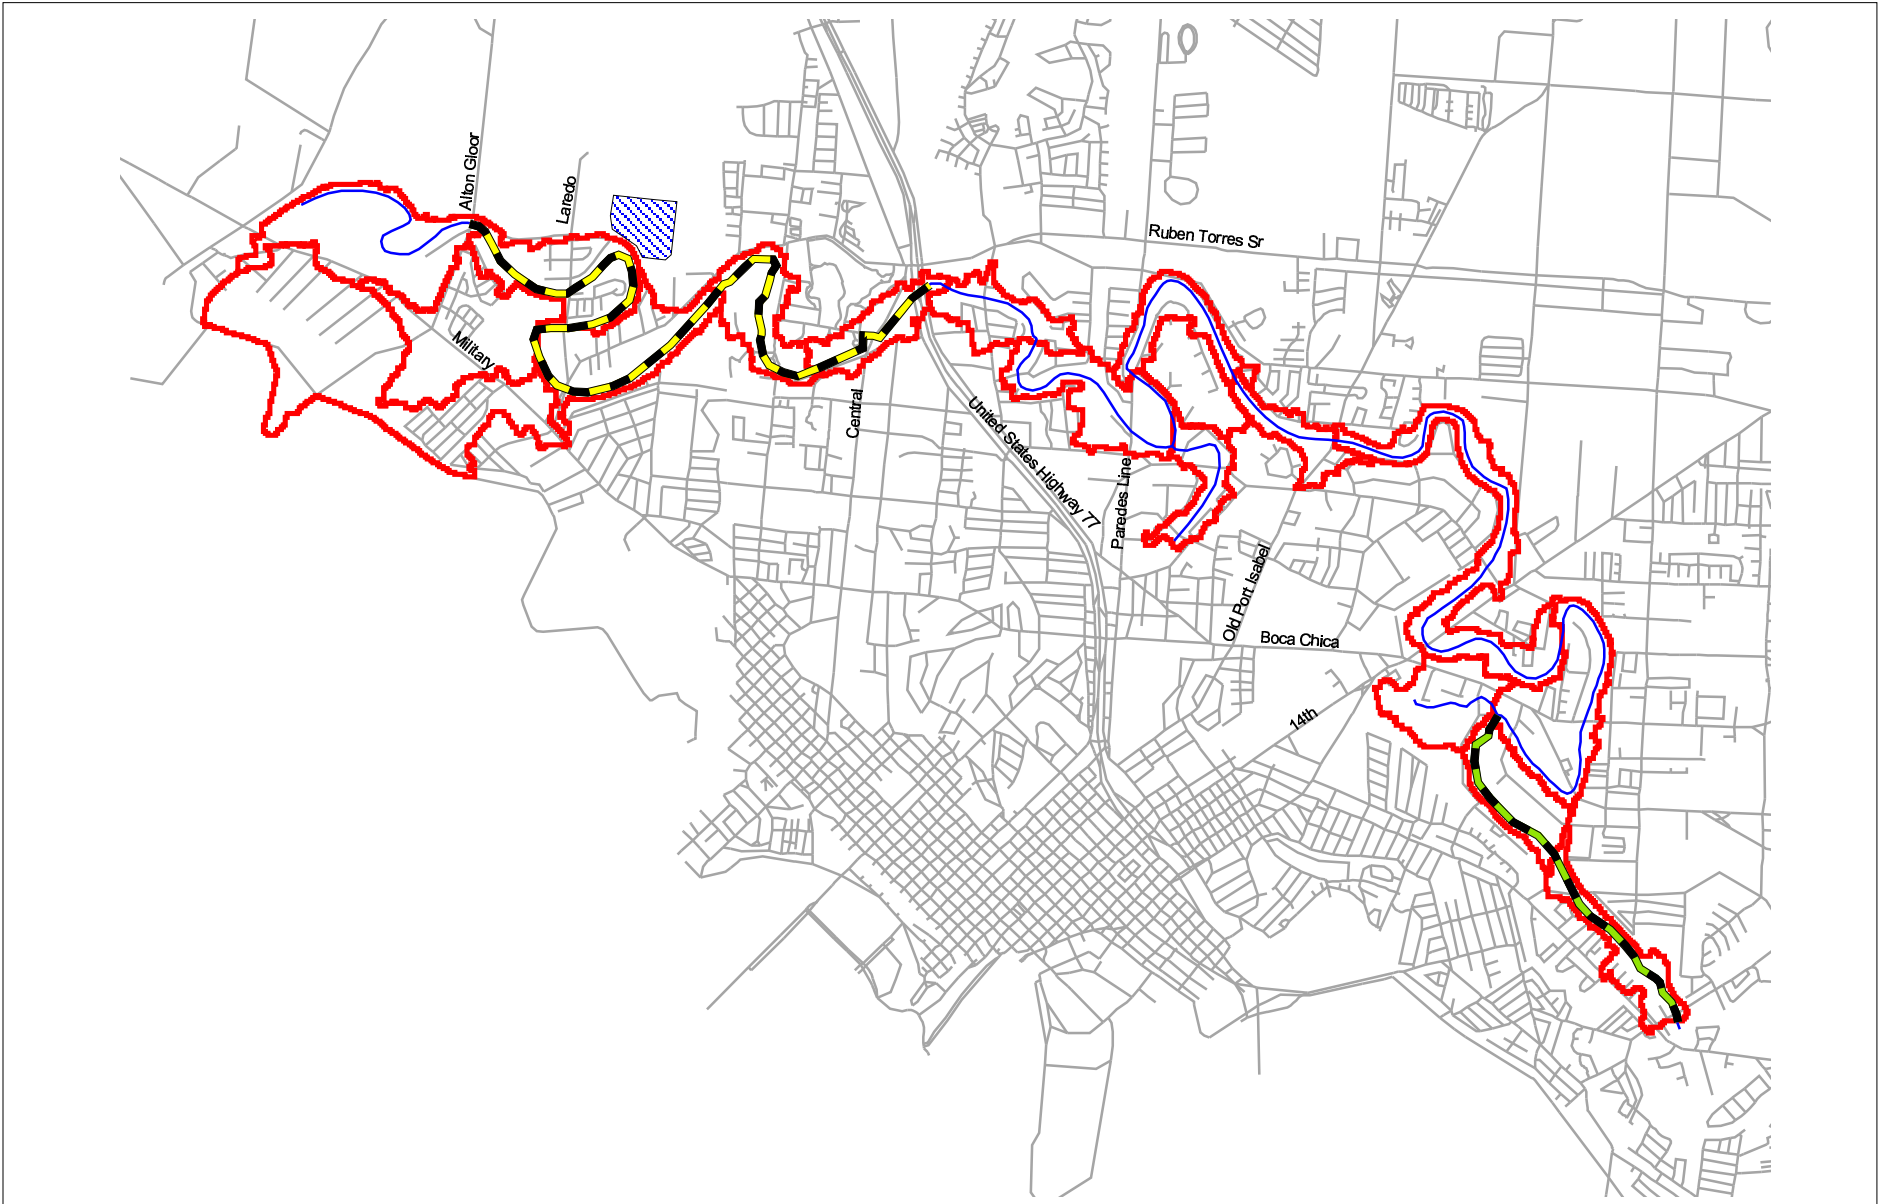 Alton Gloor
Laredo
Ruben Torres Sr
Military
Central
United States Highway 77
Paredes Line
Old Port Isabel
Boca Chica
14th